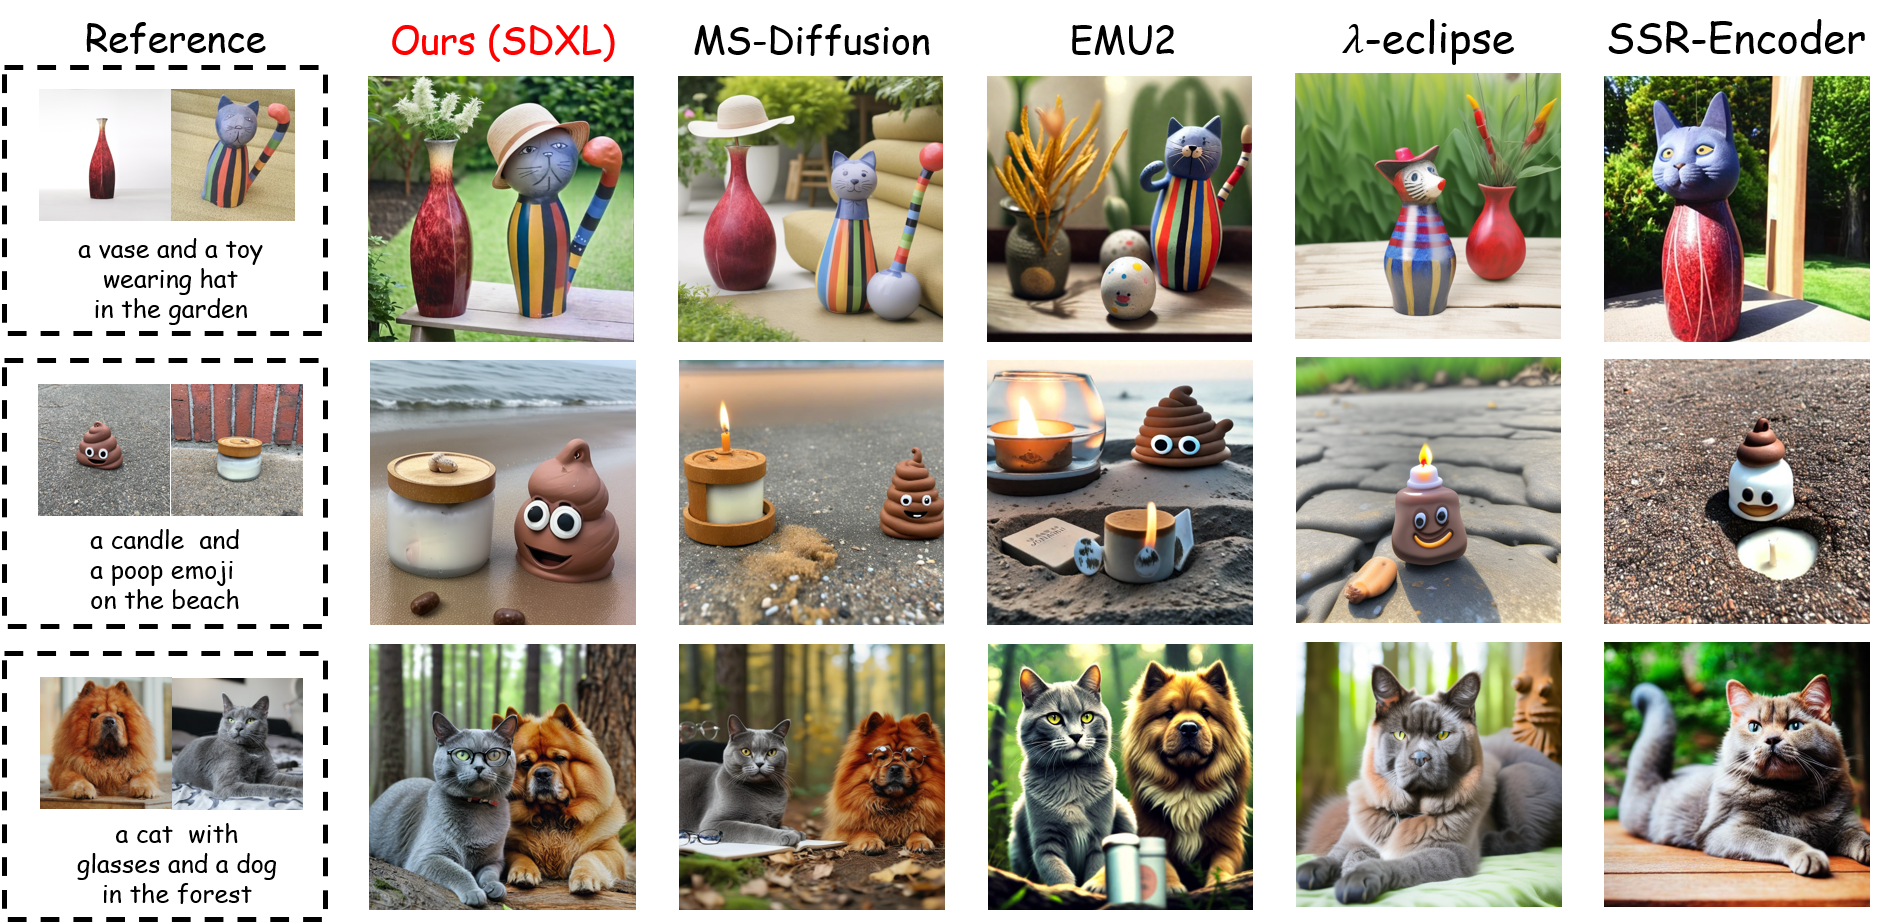 Reference
Ours (SDXL)
MS-Diffusion
EMU2
λ-eclipse
SSR-Encoder
a vase and a toy
wearing hat
in the garden
a candle and
a poop emoji
on the beach
a cat with
glasses and a dog
in the forest